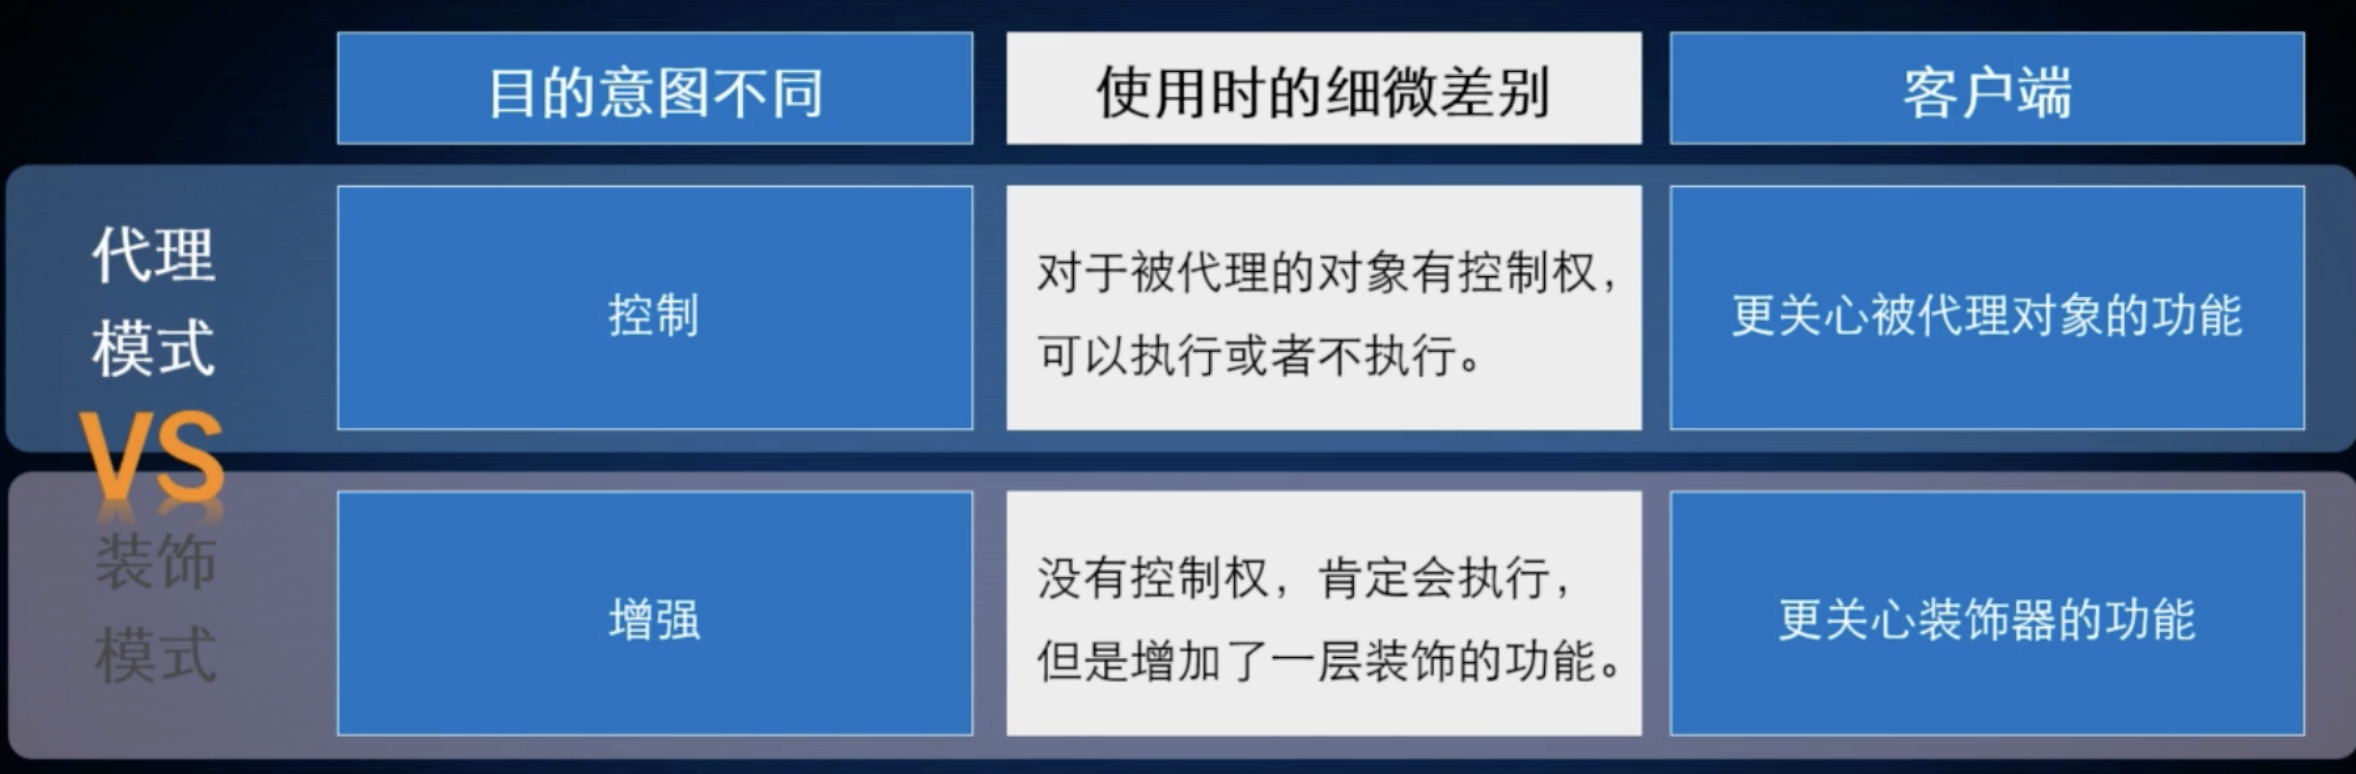 目的意图不同
使用时的细微差别
客户端
代理
模式
控制
对于被代理的对象有控制权，
可以执行或者不执行。
更关心被代理对象的功能
VS
装饰
模式
增强
没有控制权，肯定会执行，
但是增加了一层装饰的功能。
更关心装饰器的功能